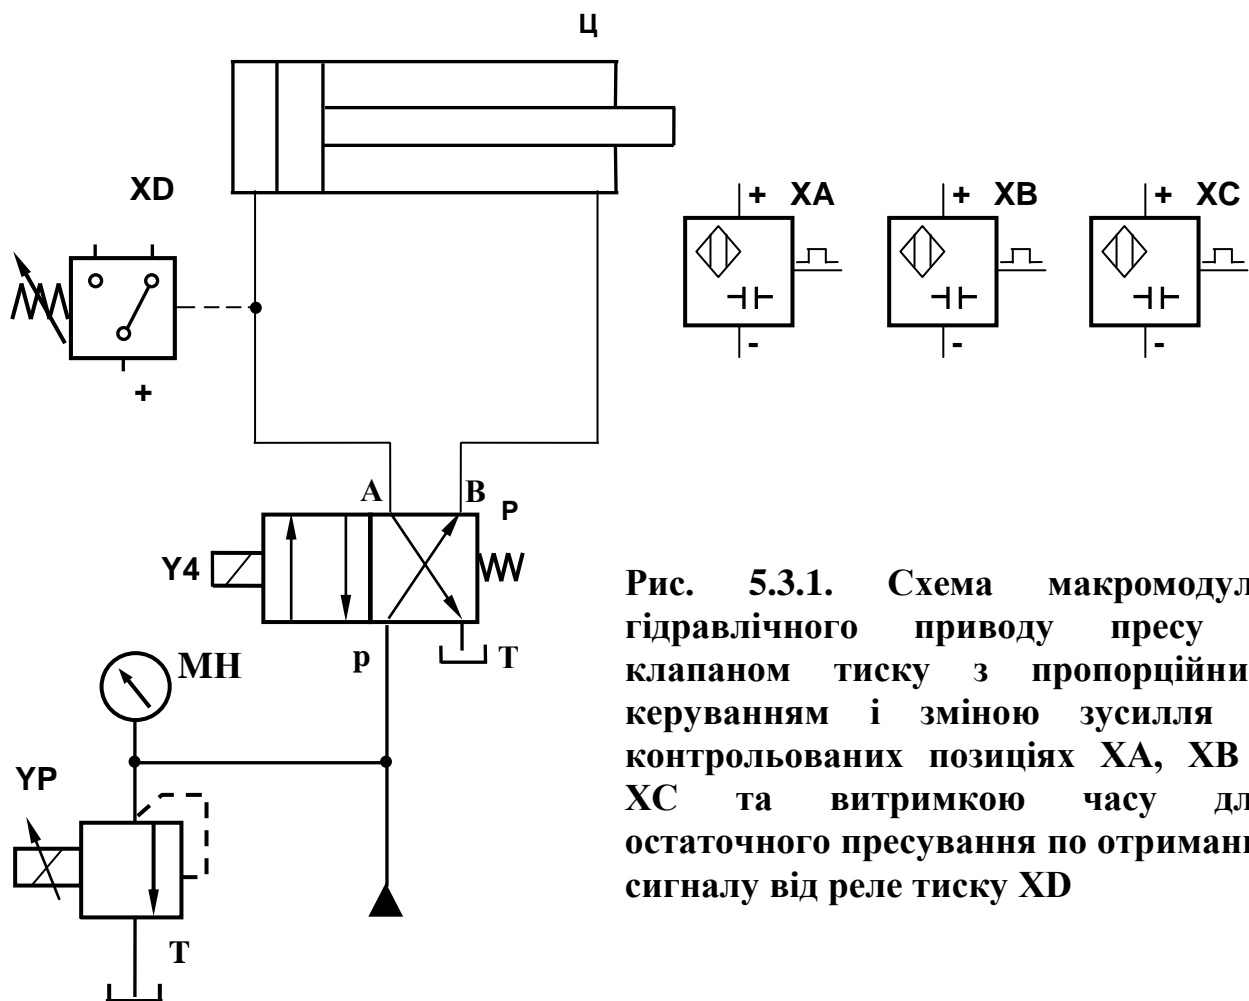 Ц
XD
+ XA
+ XB
+ XC
- - -
+
A B P
Y4
p T
МН
YP
T
Рис. 5.3.1. Схема макромодул
гідравлічного приводу пресу
клапаном тиску з пропорційни
керуванням і зміною зусилля
контрольованих позиціях XA, XB
XC та витримкою часу дл
остаточного пресування по отриманн
сигналу від реле тиску XD